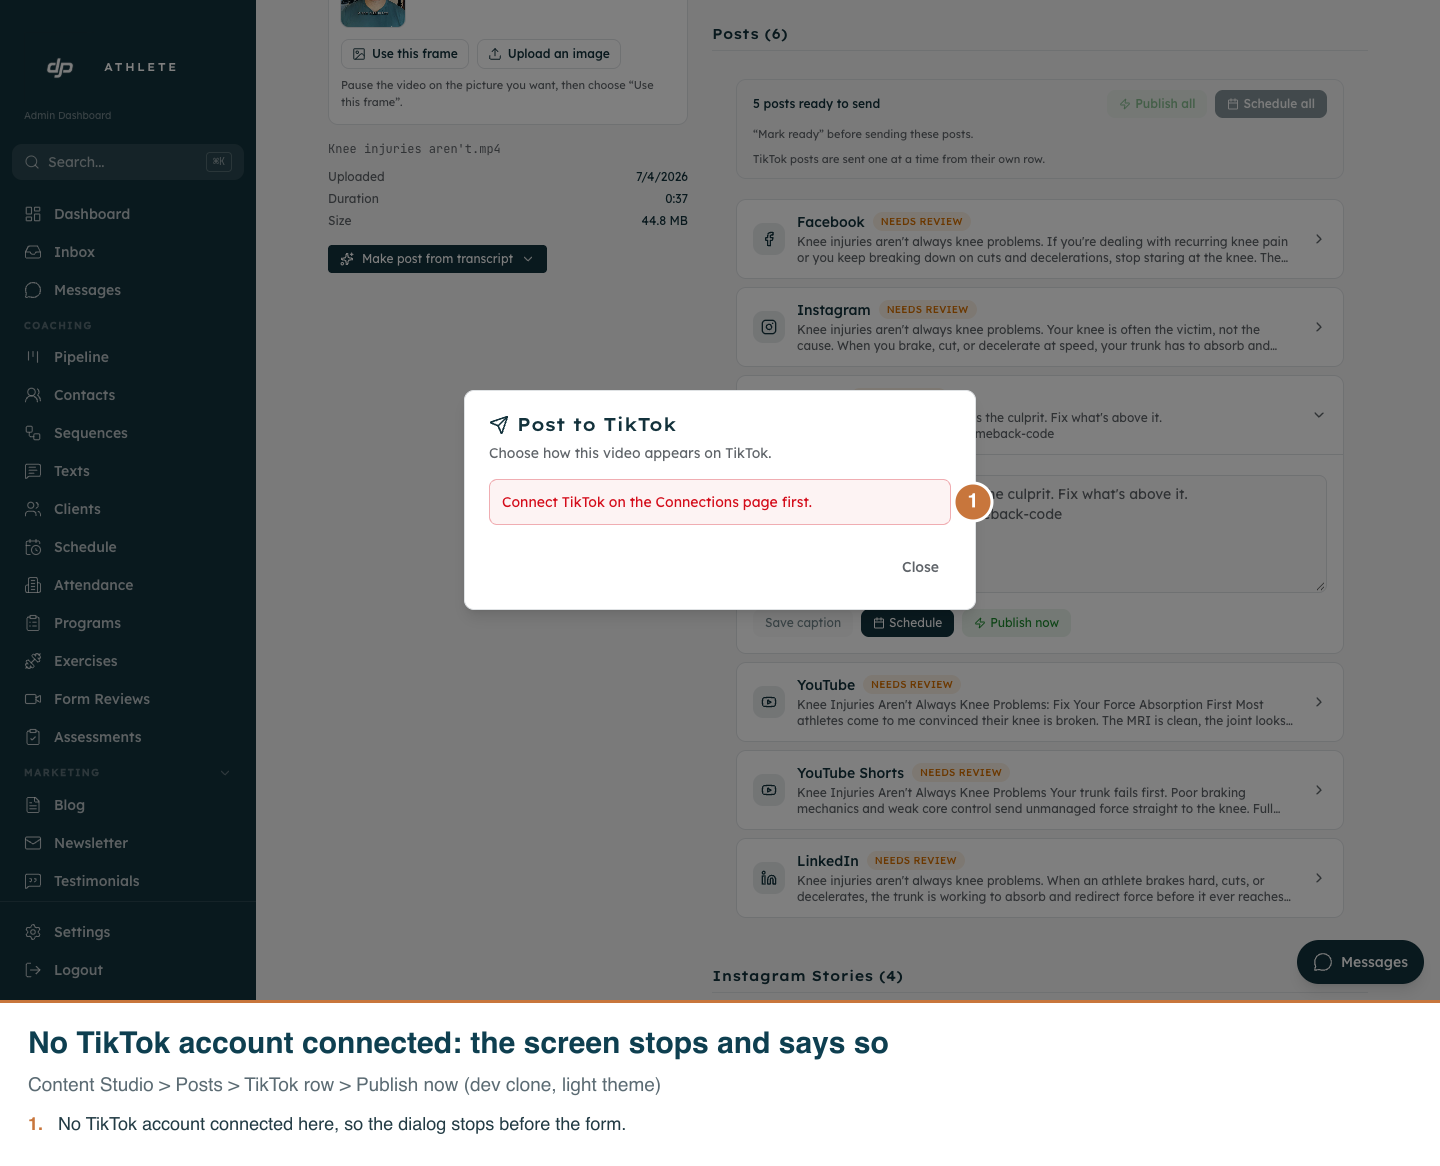 dp ATHLETE
Admin Dashboard
Search... ⌘K
Dashboard
Inbox
Messages
COACHING
Pipeline
Contacts
Sequences
Texts
Clients
Schedule
Attendance
Programs
Exercises
Form Reviews
Assessments
MARKETING
Blog
Newsletter
Testimonials
Settings
Logout
Use this frame
Upload an image
Pause the video on the picture you want, then choose “Use
this frame”.
Knee injuries aren't.mp4
Uploaded 7/4/2026
Duration 0:37
Size 44.8 MB
Make post from transcript
Posts (6)
5 posts ready to send
Publish all
Schedule all
“Mark ready” before sending these posts.
TikTok posts are sent one at a time from their own row.
Facebook NEEDS REVIEW
Knee injuries aren't always knee problems. If you're dealing with recurring knee pain
or you keep breaking down on cuts and decelerations, stop staring at the knee. The...
Instagram NEEDS REVIEW
Knee injuries aren't always knee problems. Your knee is often the victim, not the
cause. When you brake, cut, or decelerate at speed, your trunk has to absorb and...
s the culprit. Fix what's above it.
meback-code
Post to TikTok
Choose how this video appears on TikTok.
Connect TikTok on the Connections page first.
1
Close
e culprit. Fix what's above it.
eback-code
Save caption
Schedule
Publish now
YouTube NEEDS REVIEW
Knee Injuries Aren't Always Knee Problems: Fix Your Force Absorption First Most
athletes come to me convinced their knee is broken. The MRI is clean, the joint looks...
YouTube Shorts NEEDS REVIEW
Knee Injuries Aren't Always Knee Problems Your trunk fails first. Poor braking
mechanics and weak core control send unmanaged force straight to the knee. Full...
LinkedIn NEEDS REVIEW
Knee injuries aren't always knee problems. When an athlete brakes hard, cuts, or
decelerates, the trunk is working to absorb and redirect force before it ever reaches...
Instagram Stories (4)
Messages
No TikTok account connected: the screen stops and says so
Content Studio > Posts > TikTok row > Publish now (dev clone, light theme)
1. No TikTok account connected here, so the dialog stops before the form.